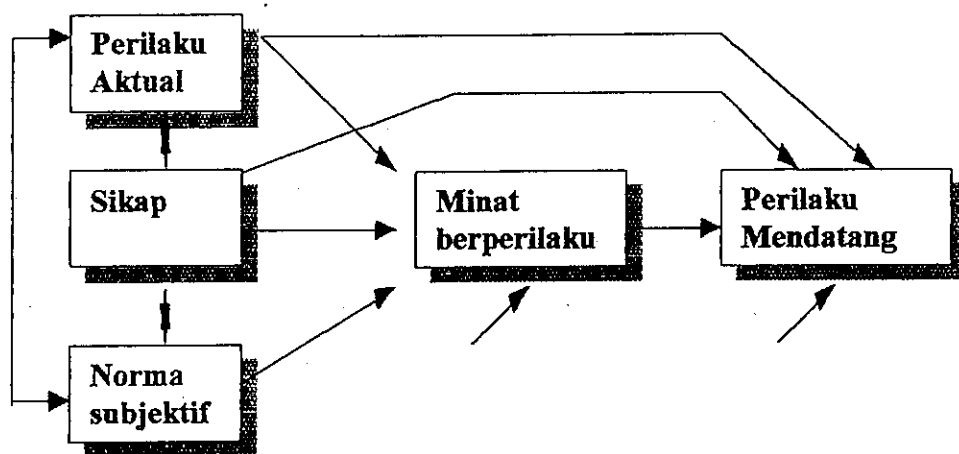 Perilaku
Aktual
Sikap
Minat
berperilaku
Perilaku
Mendatang
Norma
subjektif